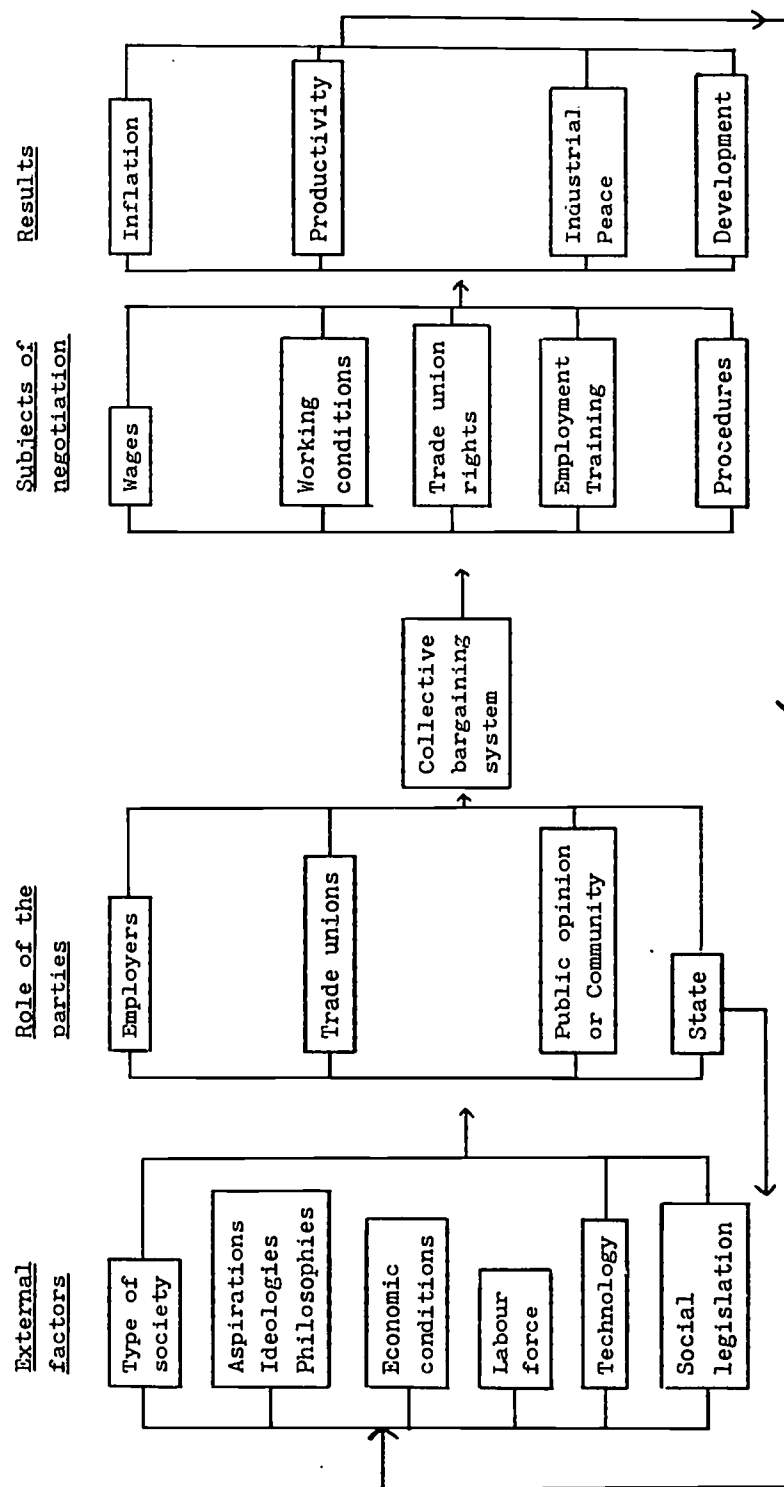 External
factors
Type of
society
Aspirations
Ideologies
Philosophies
Economic
conditions
Labour
force
Technology
Social
legislation
Role of the
parties
Employers
Trade unions
Public opinion
or Community
State
Collective
bargaining
system
Subjects of
negotiation
Wages
Working
conditions
Trade union
rights
Employment
Training
Procedures
Results
Inflation
Productivity
Industrial
Peace
Development